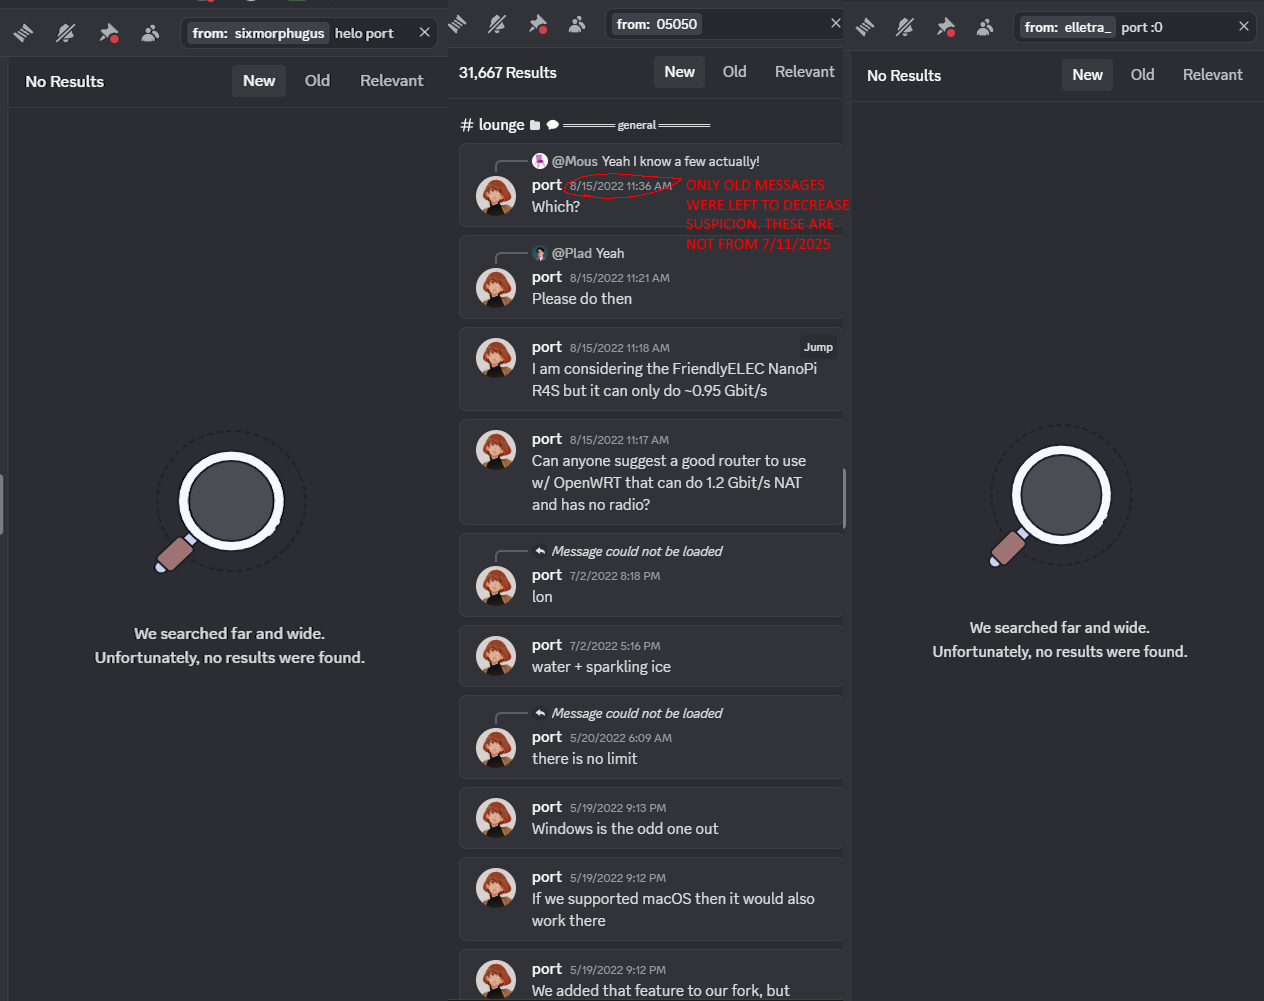 from: sixmorphugus helo port
No Results
New
Old
Relevant
We searched far and wide.
Unfortunately, no results were found.
from: 05050
31,667 Results
New
Old
Relevant
# lounge general
@Mous Yeah I know a few actually!
port 8/15/2022 11:36 AM
Which?
ONLY OLD MESSAGES
WERE LEFT TO DECREASE
SUSPICION. THESE ARE
NOT FROM 7/11/2025
@Plad Yeah
port 8/15/2022 11:21 AM
Please do then
port 8/15/2022 11:18 AM
Jump
I am considering the FriendlyELEC NanoPi
R4S but it can only do ~0.95 Gbit/s
port 8/15/2022 11:17 AM
Can anyone suggest a good router to use
w/ OpenWRT that can do 1.2 Gbit/s NAT
and has no radio?
Message could not be loaded
port 7/2/2022 8:18 PM
lon
port 7/2/2022 5:16 PM
water + sparkling ice
Message could not be loaded
port 5/20/2022 6:09 AM
there is no limit
port 5/19/2022 9:13 PM
Windows is the odd one out
port 5/19/2022 9:12 PM
If we supported macOS then it would also
work there
port 5/19/2022 9:12 PM
We added that feature to our fork, but
from: elletra_ port :0
No Results
New
Old
Relevant
We searched far and wide.
Unfortunately, no results were found.